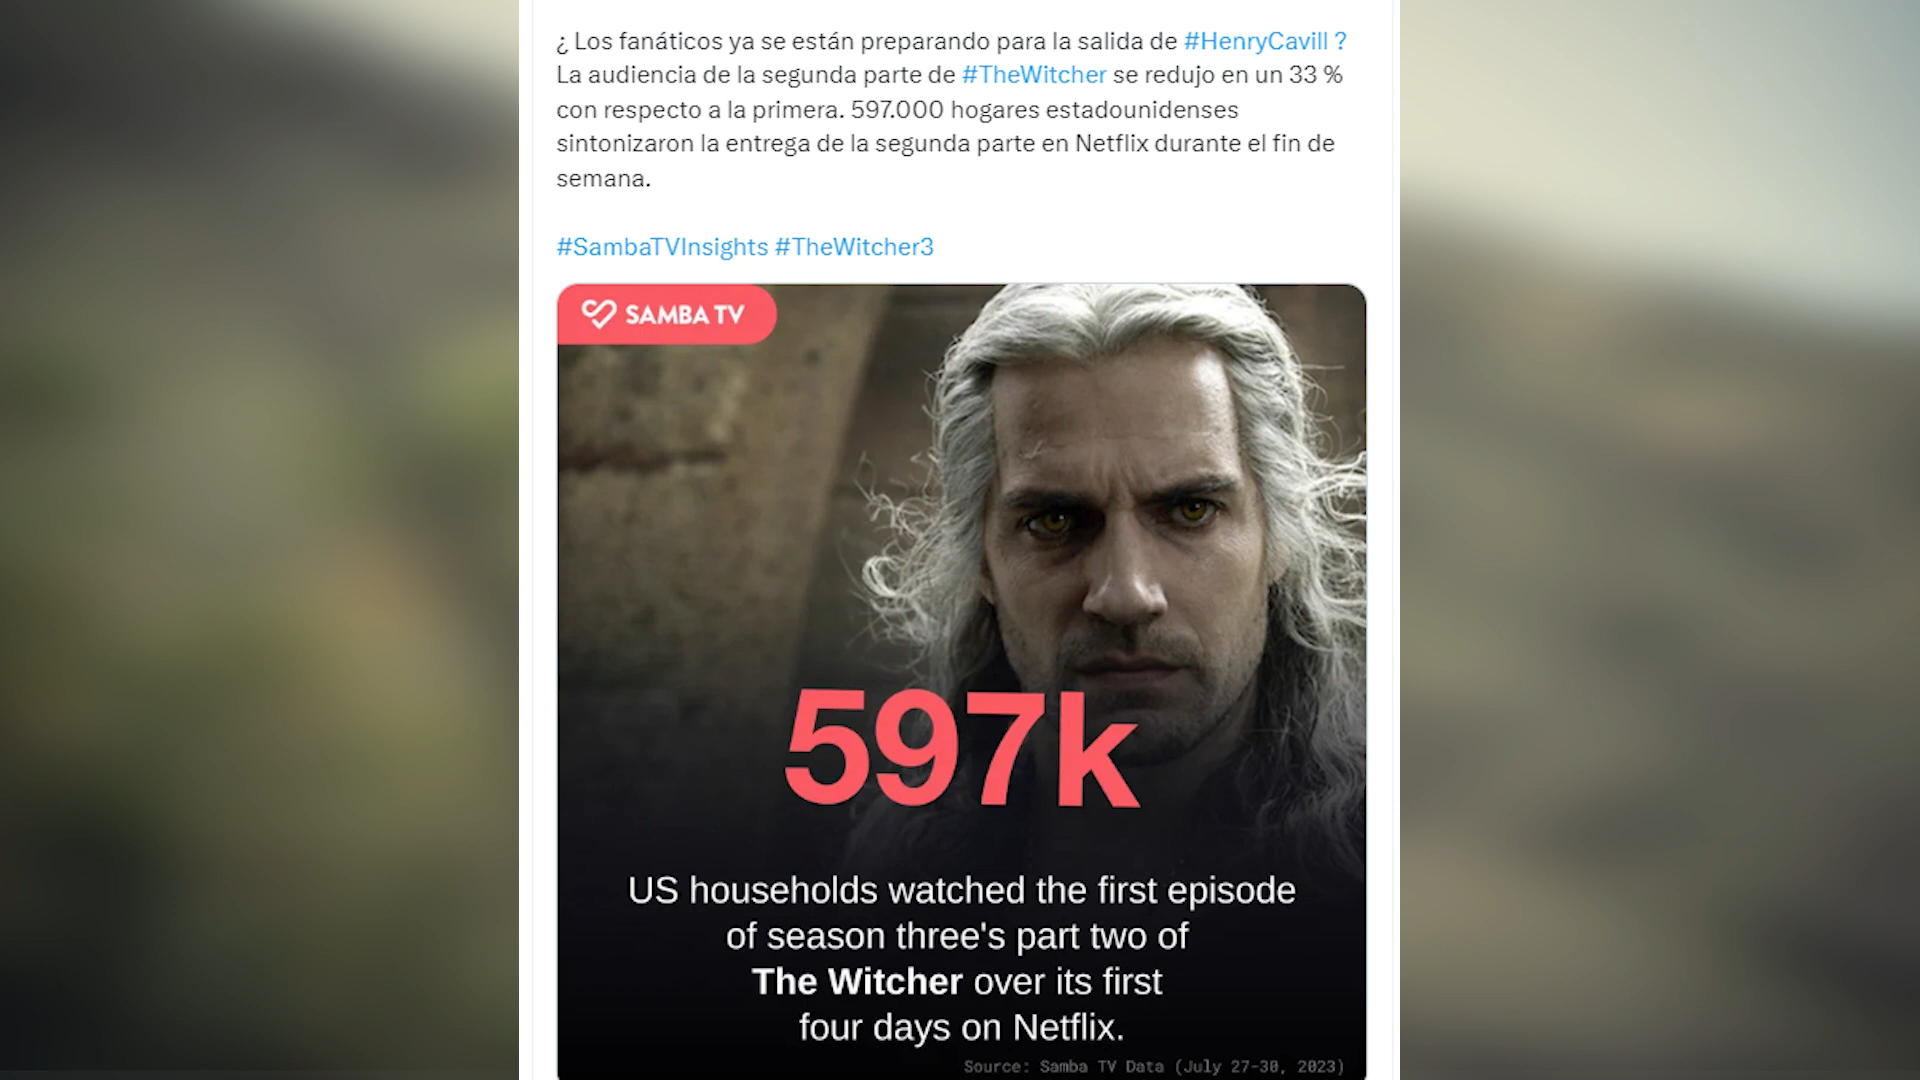 ¿ Los fanáticos ya se están preparando para la salida de #HenryCavill ?
La audiencia de la segunda parte de #TheWitcher se redujo en un 33 %
con respecto a la primera. 597.000 hogares estadounidenses
sintonizaron la entrega de la segunda parte en Netflix durante el fin de
semana.
#SambaTVInsights #TheWitcher3
SAMBA TV
597k
US households watched the first episode
of season three's part two of
The Witcher over its first
four days on Netflix.
Source: Samba TV Data (July 27-30, 2023)